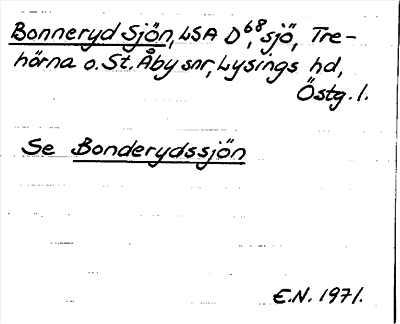 Bonneryd Sjön, LSA D⁶⁸, sjö, Tre-
hörna o. St. Åby snr, Lysings hd,
Östg. l.
Se Bonderydssjön
E.N. 1971.